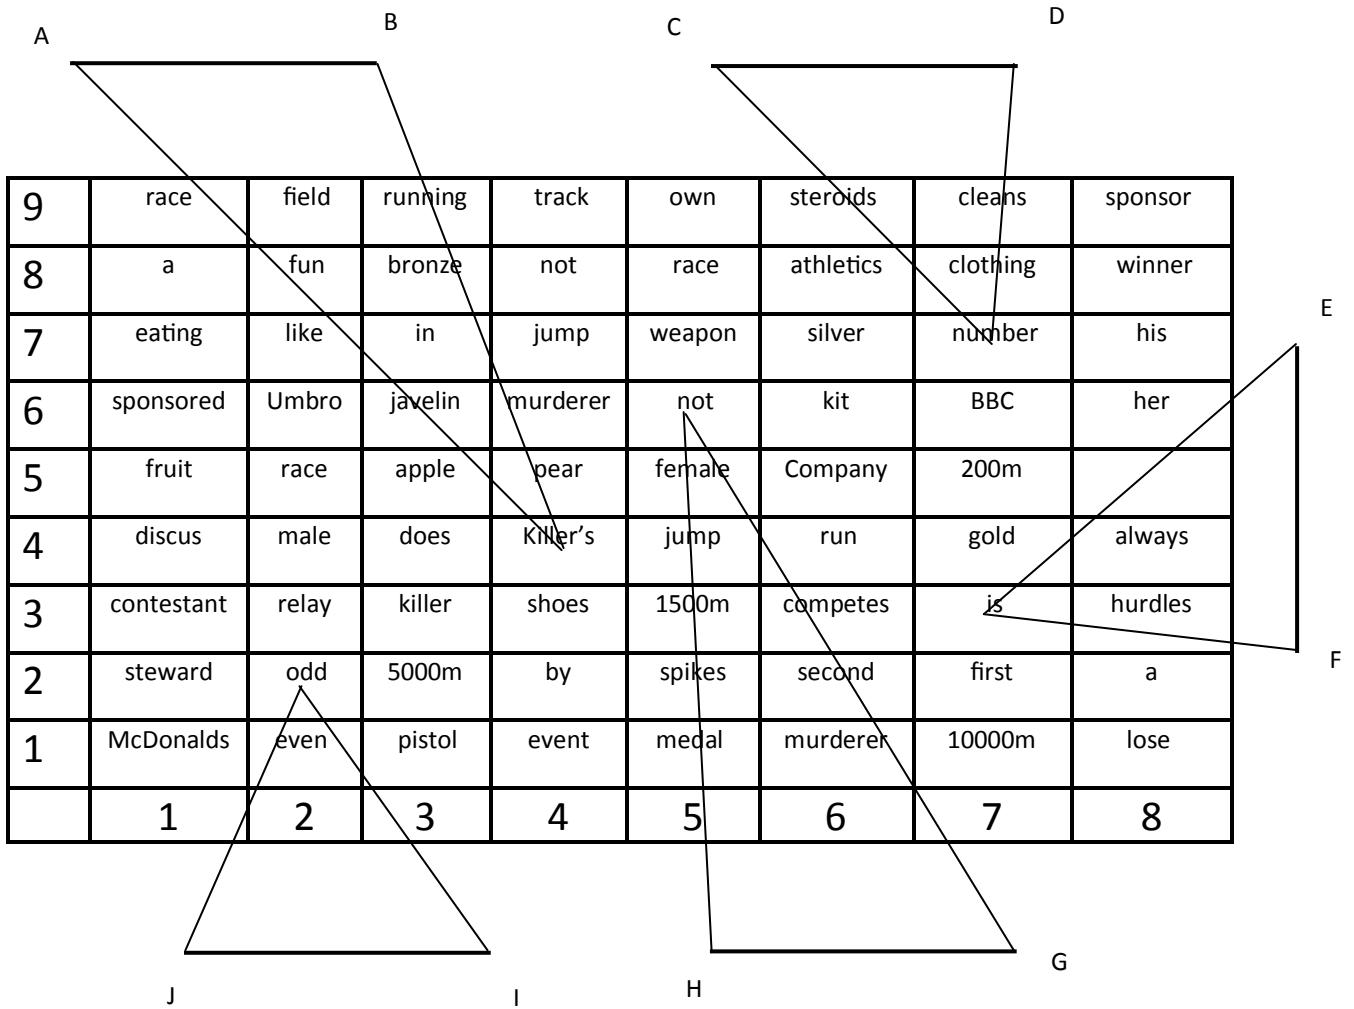 A B C D
9 race field running track own steroids cleans sponsor
8 a fun bronze not race athletics clothing winner
E
7 eating like in jump weapon silver number his
6 sponsored Umbro javelin murderer not kit BBC her
5 fruit race apple pear female Company 200m
4 discus male does Killer’s jump run gold always
3 contestant relay killer shoes 1500m competes is hurdles
F
2 steward odd 5000m by spikes second first a
1 McDonalds even pistol event medal murderer 10000m lose
1 2 3 4 5 6 7 8
J I H G